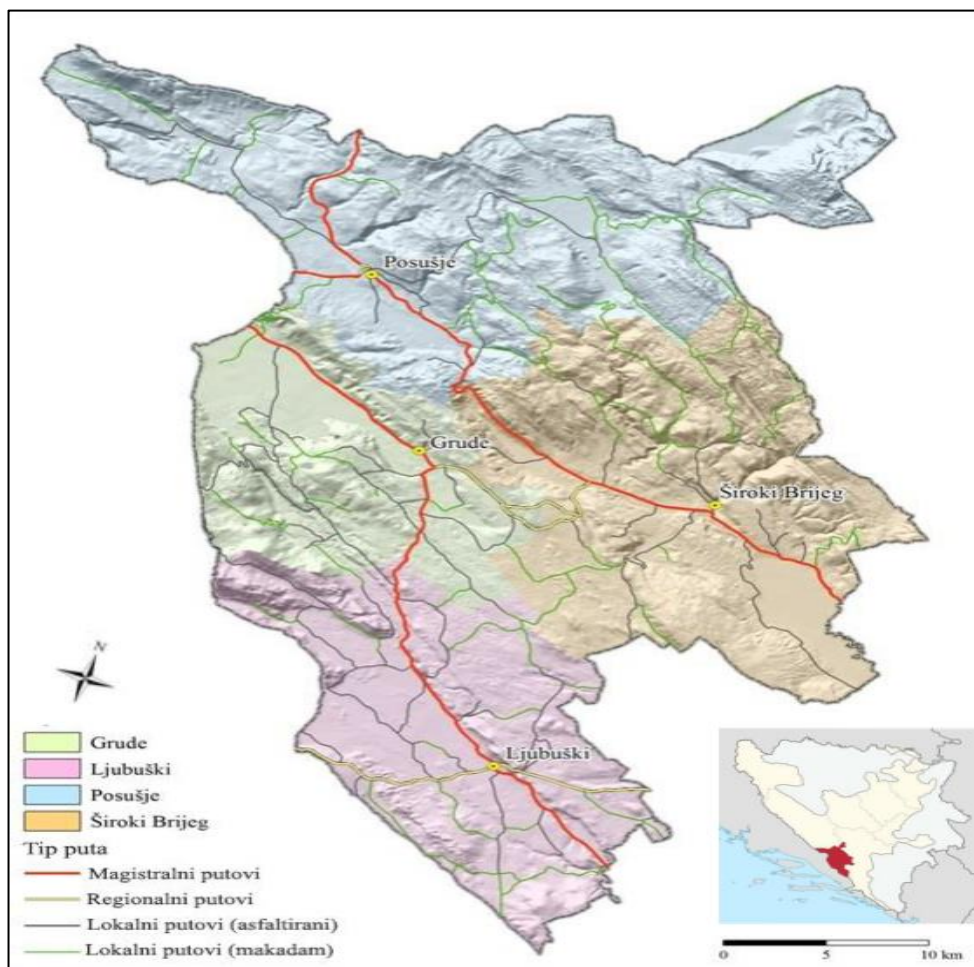 Posušje
Grude
Široki Brijeg
Ljubuški
N
Grude
Ljubuški
Posušje
Široki Brijeg
Tip puta
Magistralni putovi
Regionalni putovi
Lokalni putovi (asfaltirani)
Lokalni putovi (makadam)
0 5 10 km